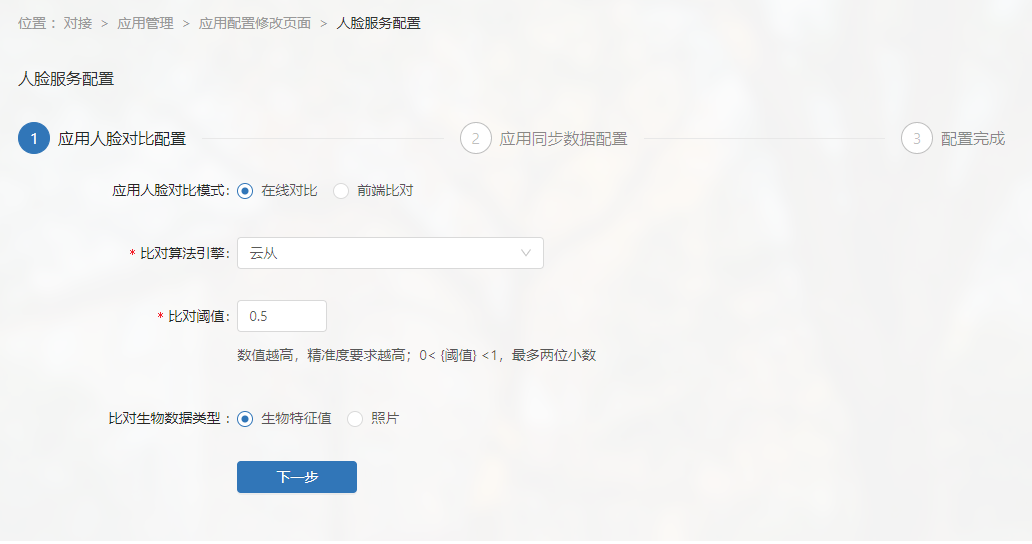 位置： 对接 > 应用管理 > 应用配置修改页面 > 人脸服务配置
人脸服务配置
1 应用人脸对比配置 2 应用同步数据配置 3 配置完成
应用人脸对比模式： 在线对比 前端比对
* 比对算法引擎： 云从
* 比对阈值： 0.5
数值越高，精准度要求越高；0< {阈值} <1，最多两位小数
比对生物数据类型 ： 生物特征值 照片
下一步